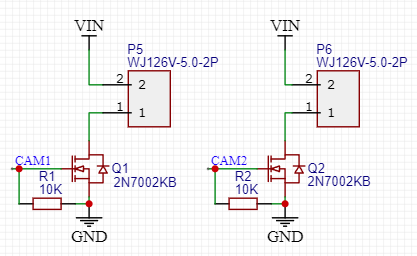 VIN
P5
WJ126V-5.0-2P
2 2
1 1
CAM1
Q1
2N7002KB
R1
10K
GND
VIN
P6
WJ126V-5.0-2P
2 2
1 1
CAM2
Q2
2N7002KB
R2
10K
GND